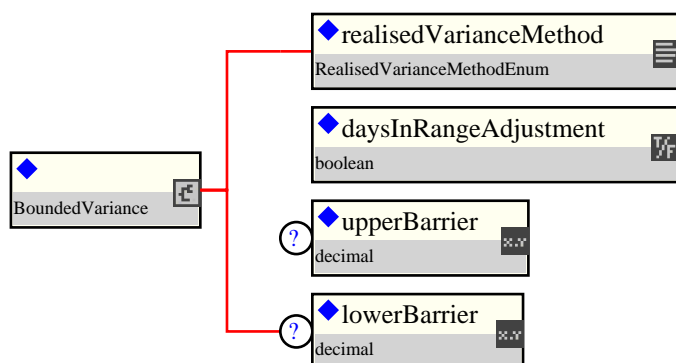 realisedVarianceMethod
RealisedVarianceMethodEnum
daysInRangeAdjustment
T/F
boolean
BoundedVariance
?
upperBarrier
x.Y
decimal
?
lowerBarrier
x.Y
decimal